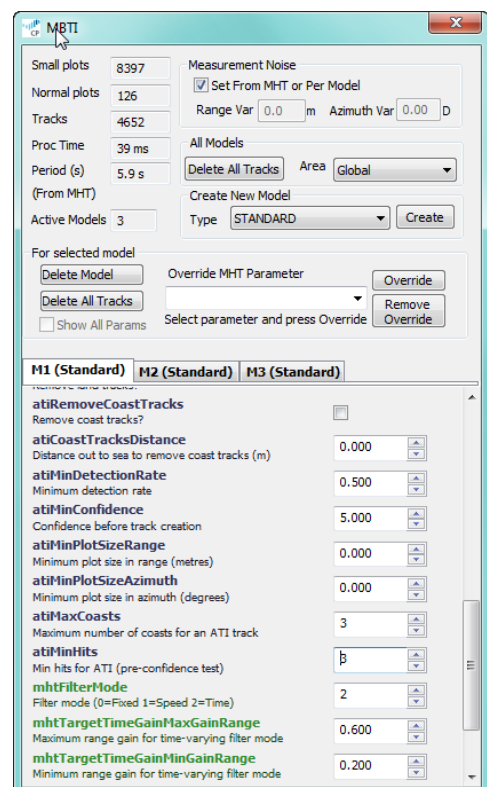 CP MBTI
Small plots 8397
Normal plots 126
Tracks 4652
Proc Time 39 ms
Period (s) 5.9 s
(From MHT)
Active Models 3
Measurement Noise
Set From MHT or Per Model
Range Var 0.0 m Azimuth Var 0.00 D
All Models
Delete All Tracks Area Global
Create New Model
Type STANDARD Create
For selected model
Delete Model Override MHT Parameter Override
Delete All Tracks Remove Override
Show All Params Select parameter and press Override
M1 (Standard) M2 (Standard) M3 (Standard)
atiRemoveCoastTracks
Remove coast tracks?
atiCoastTracksDistance 0.000
Distance out to sea to remove coast tracks (m)
atiMinDetectionRate 0.500
Minimum detection rate
atiMinConfidence 5.000
Confidence before track creation
atiMinPlotSizeRange 0.000
Minimum plot size in range (metres)
atiMinPlotSizeAzimuth 0.000
Minimum plot size in azimuth (degrees)
atiMaxCoasts 3
Maximum number of coasts for an ATI track
atiMinHits 3
Min hits for ATI (pre-confidence test)
mhtFilterMode 2
Filter mode (0=Fixed 1=Speed 2=Time)
mhtTargetTimeGainMaxGainRange 0.600
Maximum range gain for time-varying filter mode
mhtTargetTimeGainMinGainRange 0.200
Minimum range gain for time-varying filter mode